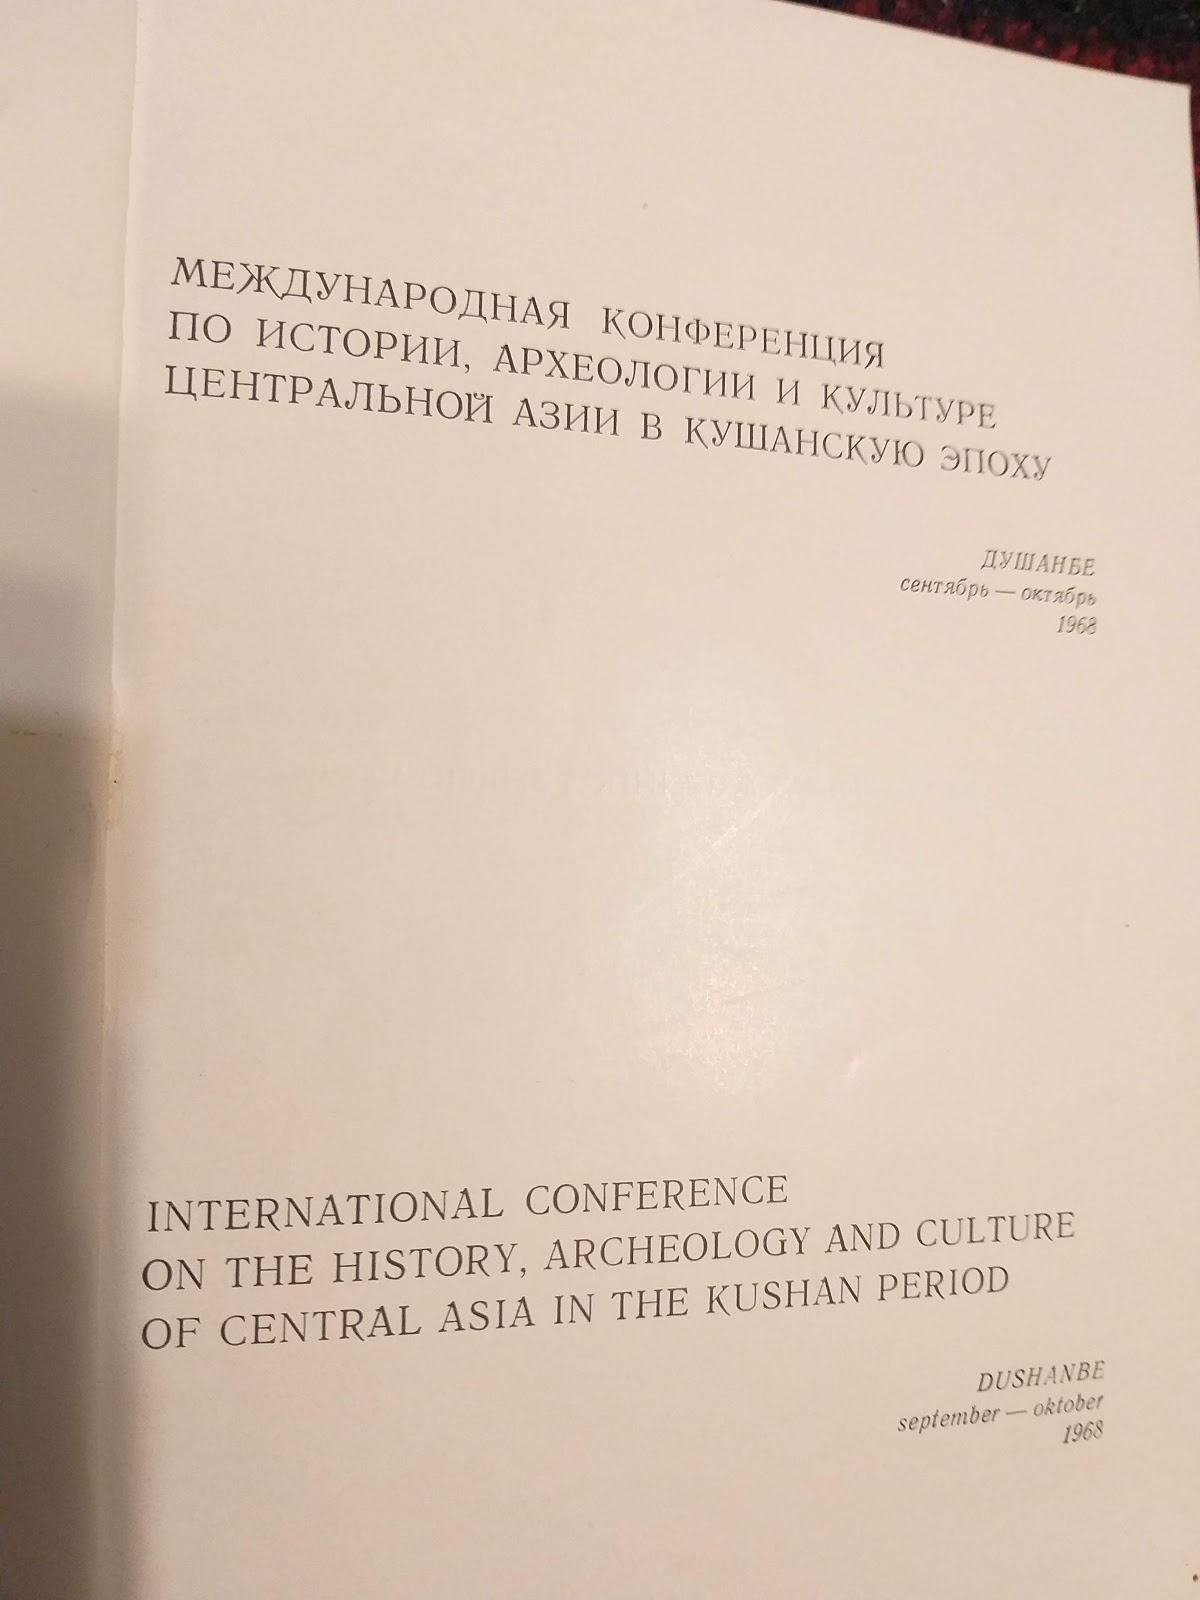 МЕЖДУНАРОДНАЯ КОНФЕРЕНЦИЯ
ПО ИСТОРИИ, АРХЕОЛОГИИ И КУЛЬТУРЕ
ЦЕНТРАЛЬНОЙ АЗИИ В КУШАНСКУЮ ЭПОХУ
ДУШАНБЕ
сентябрь — октябрь
1968
INTERNATIONAL CONFERENCE
ON THE HISTORY, ARCHEOLOGY AND CULTURE
OF CENTRAL ASIA IN THE KUSHAN PERIOD
DUSHANBE
september — oktober
1968